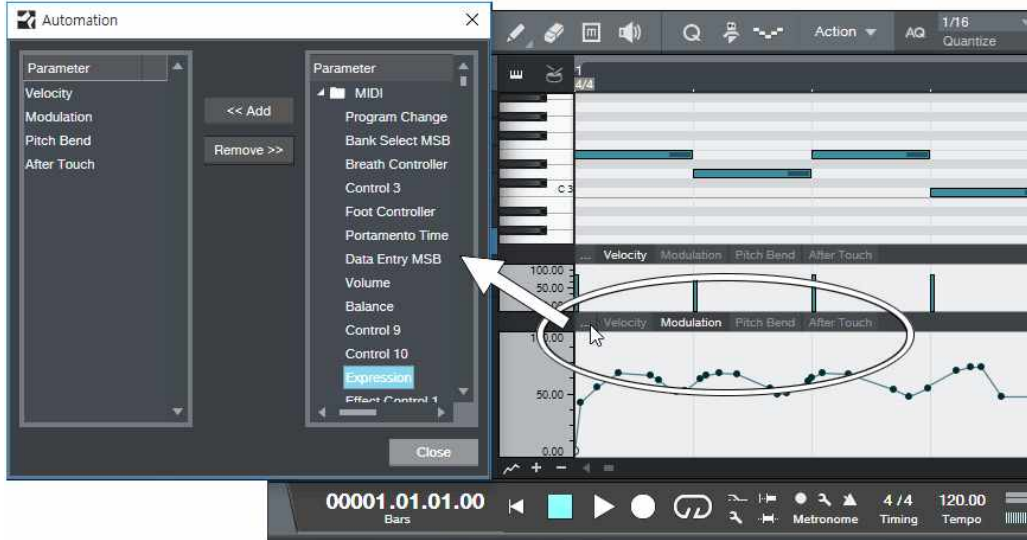 Automation
Parameter
Velocity
Modulation
Pitch Bend
After Touch
<< Add
Remove >>
Parameter
MIDI
Program Change
Bank Select MSB
Breath Controller
Control 3
Foot Controller
Portamento Time
Data Entry MSB
Volume
Balance
Control 9
Control 10
Expression
Effect Control 1
Close
Action
AQ
1/16
Quantize
1
4/4
C 3
... Velocity Modulation Pitch Bend After Touch
100.00
50.00
... Velocity Modulation Pitch Bend After Touch
50.00
0.00
00001.01.01.00
Bars
Metronome
4 / 4
Timing
120.00
Tempo